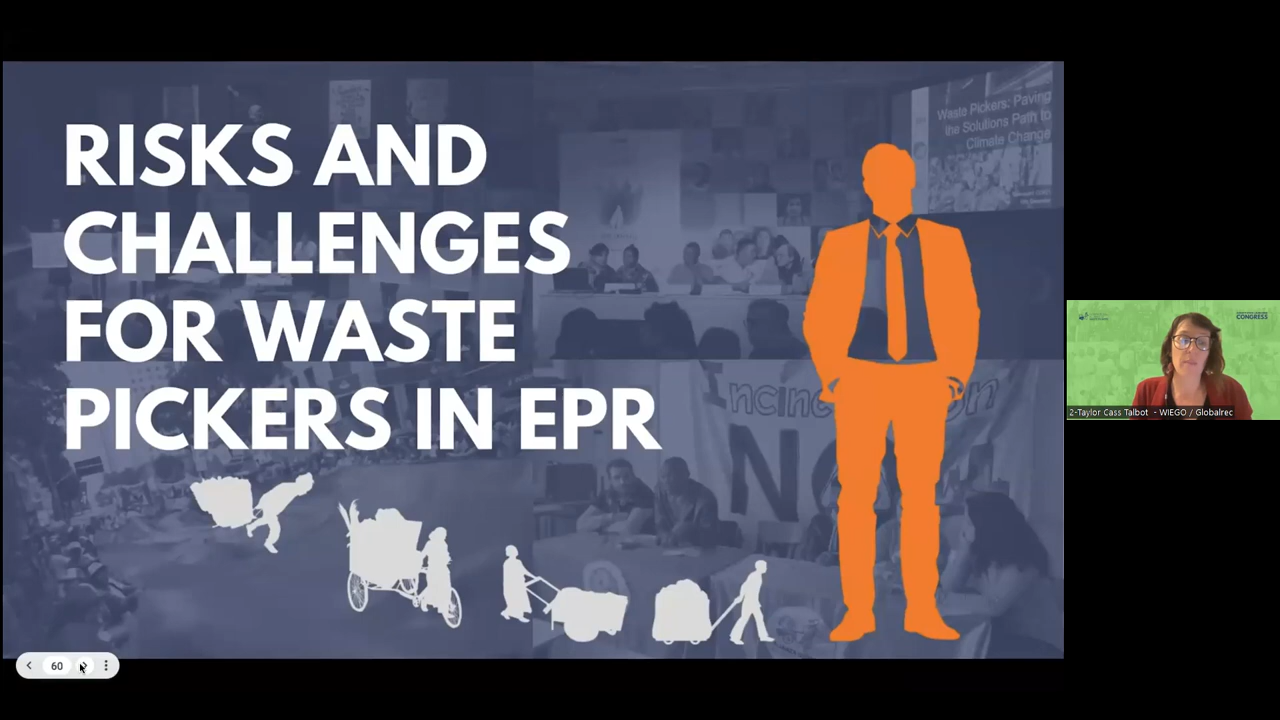 RISKS AND
CHALLENGES
FOR WASTE
PICKERS IN EPR
Waste Pickers: Paving
the Solutions Path to
Climate Change
60
CONGRESS
2-Taylor Cass Talbot - WIEGO / Globalrec